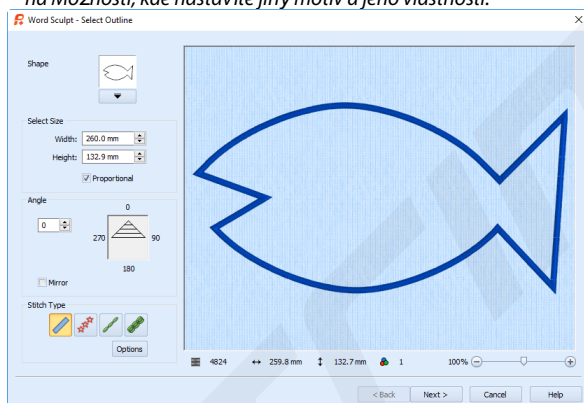 na Možnosti, kde nastavíte jiný motiv a jeho vlastnosti.
Word Sculpt - Select Outline
Shape
Select Size
Width: 260.0 mm
Height: 132.9 mm
Proportional
Angle
0
0
270
90
180
Mirror
Stitch Type
Options
4824 259.8 mm 132.7 mm 1 100%
< Back Next > Cancel Help